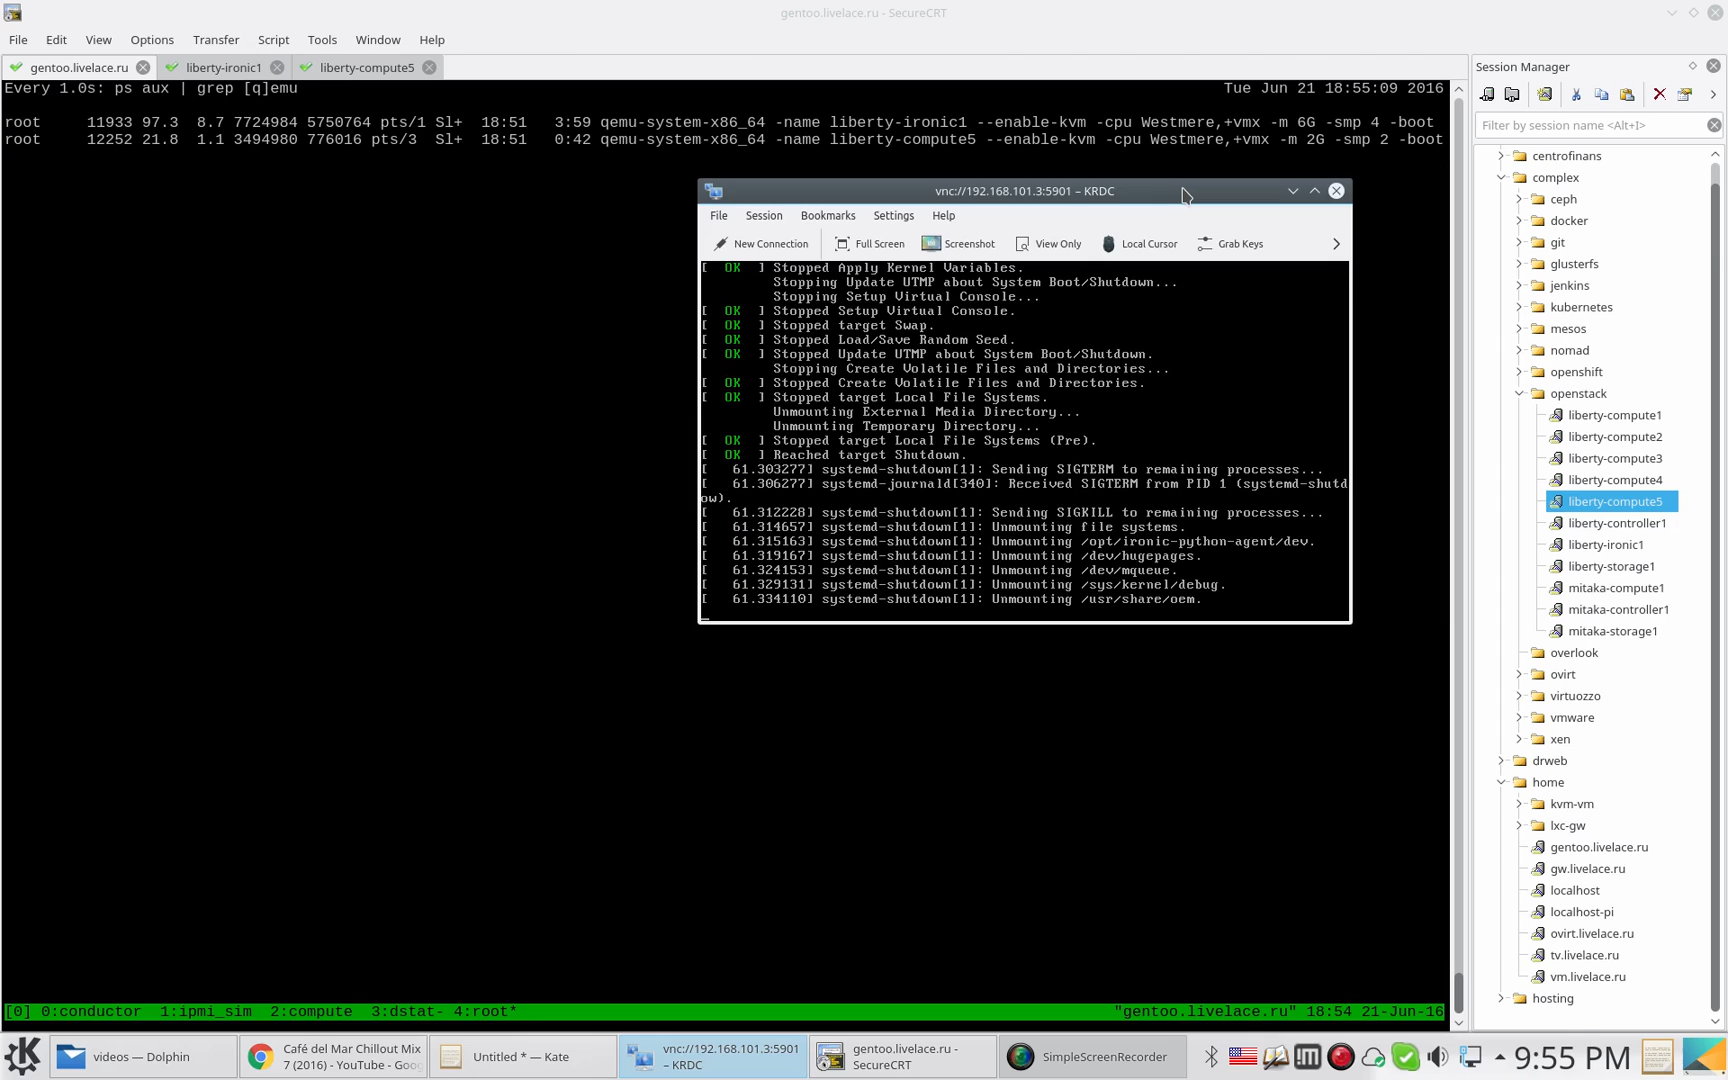 gentoo.livelace.ru - SecureCRT
File Edit View Options Transfer Script Tools Window Help
gentoo.livelace.ru liberty-ironic1 liberty-compute5
Every 1.0s: ps aux | grep [q]emu Tue Jun 21 18:55:09 2016
root 11933 97.3 8.7 7724984 5750764 pts/1 Sl+ 18:51 3:59 qemu-system-x86_64 -name liberty-ironic1 --enable-kvm -cpu Westmere,+vmx -m 6G -smp 4 -boot
root 12252 21.8 1.1 3494980 776016 pts/3 Sl+ 18:51 0:42 qemu-system-x86_64 -name liberty-compute5 --enable-kvm -cpu Westmere,+vmx -m 2G -smp 2 -boot
vnc://192.168.101.3:5901 – KRDC
File Session Bookmarks Settings Help
New Connection Full Screen Screenshot View Only Local Cursor Grab Keys
[ OK ] Stopped Apply Kernel Variables.
Stopping Update UTMP about System Boot/Shutdown...
Stopping Setup Virtual Console...
[ OK ] Stopped Setup Virtual Console.
[ OK ] Stopped target Swap.
[ OK ] Stopped Load/Save Random Seed.
[ OK ] Stopped Update UTMP about System Boot/Shutdown.
Stopping Create Volatile Files and Directories...
[ OK ] Stopped Create Volatile Files and Directories.
[ OK ] Stopped target Local File Systems.
Unmounting External Media Directory...
Unmounting Temporary Directory...
[ OK ] Stopped target Local File Systems (Pre).
[ OK ] Reached target Shutdown.
[ 61.303277] systemd-shutdown[1]: Sending SIGTERM to remaining processes...
[ 61.306277] systemd-journald[340]: Received SIGTERM from PID 1 (systemd-shutd
ow).
[ 61.312228] systemd-shutdown[1]: Sending SIGKILL to remaining processes...
[ 61.314657] systemd-shutdown[1]: Unmounting file systems.
[ 61.315163] systemd-shutdown[1]: Unmounting /opt/ironic-python-agent/dev.
[ 61.319167] systemd-shutdown[1]: Unmounting /dev/hugepages.
[ 61.324153] systemd-shutdown[1]: Unmounting /dev/mqueue.
[ 61.329131] systemd-shutdown[1]: Unmounting /sys/kernel/debug.
[ 61.334110] systemd-shutdown[1]: Unmounting /usr/share/oem.
_
[0] 0:conductor 1:ipmi_sim 2:compute 3:dstat- 4:root* "gentoo.livelace.ru" 18:54 21-Jun-16
Session Manager
Filter by session name <Alt+I>
centrofinans
complex
ceph
docker
git
glusterfs
jenkins
kubernetes
mesos
nomad
openshift
openstack
liberty-compute1
liberty-compute2
liberty-compute3
liberty-compute4
liberty-compute5
liberty-controller1
liberty-ironic1
liberty-storage1
mitaka-compute1
mitaka-controller1
mitaka-storage1
overlook
ovirt
virtuozzo
vmware
xen
drweb
home
kvm-vm
lxc-gw
gentoo.livelace.ru
gw.livelace.ru
localhost
localhost-pi
ovirt.livelace.ru
tv.livelace.ru
vm.livelace.ru
hosting
videos — Dolphin
Café del Mar Chillout Mix
7 (2016) - YouTube - Goog
Untitled * — Kate
vnc://192.168.101.3:5901
– KRDC
gentoo.livelace.ru -
SecureCRT
SimpleScreenRecorder
9:55 PM